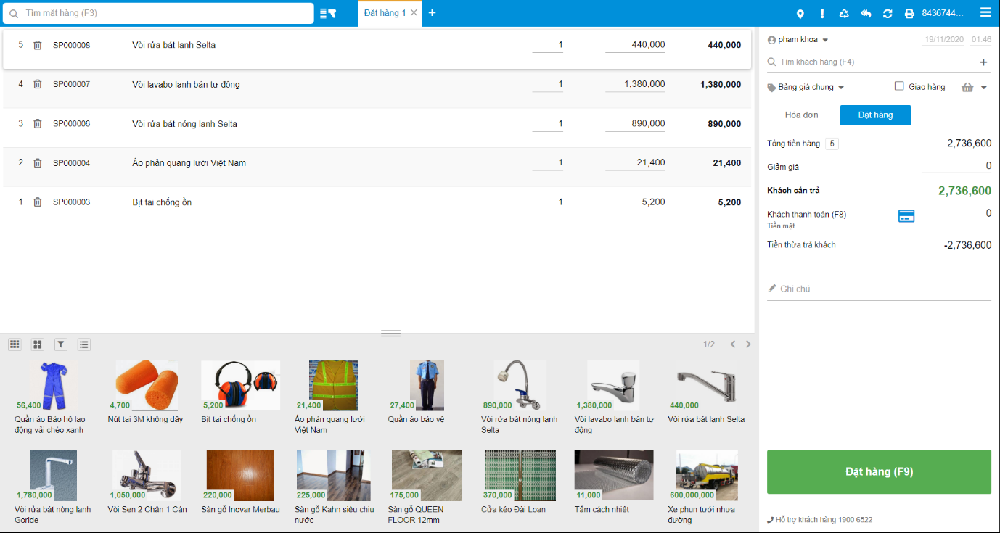 Tìm mặt hàng (F3)
Đặt hàng 1
8436744...
5 SP000008 Vòi rửa bát lạnh Selta 1 440,000 440,000
4 SP000007 Vòi lavabo lạnh bán tự động 1 1,380,000 1,380,000
3 SP000006 Vòi rửa bát nóng lạnh Selta 1 890,000 890,000
2 SP000004 Áo phản quang lưới Việt Nam 1 21,400 21,400
1 SP000003 Bịt tai chống ồn 1 5,200 5,200
pham khoa 19/11/2020 01:46
Tìm khách hàng (F4)
Bảng giá chung Giao hàng
Hóa đơn Đặt hàng
Tổng tiền hàng 5 2,736,600
Giảm giá 0
Khách cần trả 2,736,600
Khách thanh toán (F8) 0
Tiền mặt
Tiền thừa trả khách -2,736,600
Ghi chú
1/2
56,400 4,700 5,200 21,400 27,400 890,000 1,380,000 440,000
Quần áo Bảo hộ lao Nút tai 3M không dây Bịt tai chống ồn Áo phản quang lưới Quần áo bảo vệ Vòi rửa bát nóng lạnh Vòi lavabo lạnh bán tự Vòi rửa bát lạnh Selta
động vải chéo xanh Việt Nam Selta động
1,780,000 1,050,000 220,000 225,000 175,000 370,000 11,000 600,000,000
Vòi rửa bát nòng lạnh Vòi Sen 2 Chân 1 Cản Sàn gỗ Inovar Merbau Sàn gỗ Kahn siêu chịu Sàn gỗ QUEEN Cửa kéo Đài Loan Tấm cách nhiệt Xe phun tưới nhựa
Gorlde nước FLOOR 12mm đường
Đặt hàng (F9)
Hỗ trợ khách hàng 1900 6522